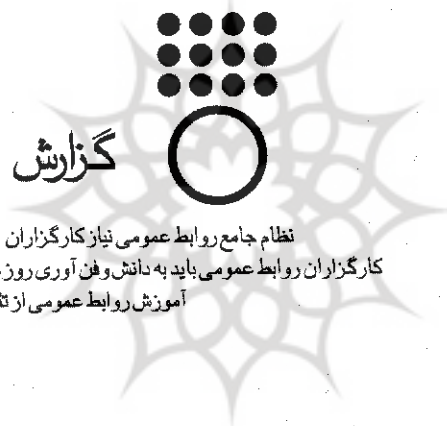 گزارش
نظام جامع روابط عمومی نیاز کارگزاران
کارگزاران روابط عمومی باید به دانش و فن آوری روز
آموزش روابط عمومی از